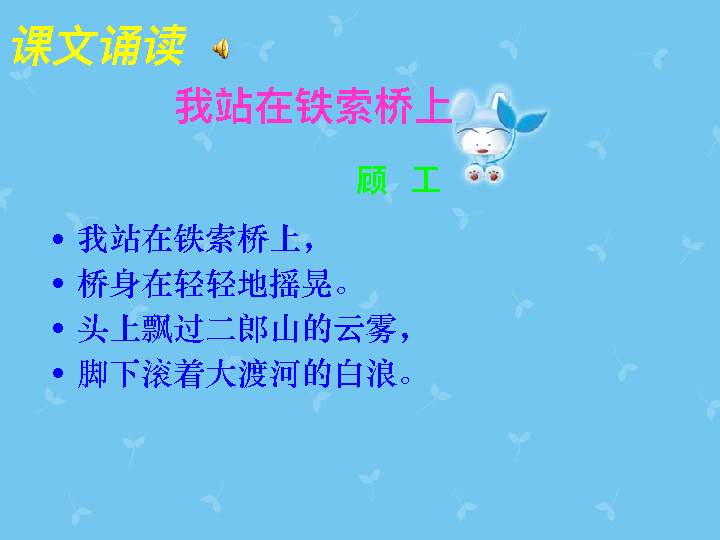 课文诵读
我站在铁索桥上
顾 工
• 我站在铁索桥上，
• 桥身在轻轻地摇晃。
• 头上飘过二郎山的云雾，
• 脚下滚着大渡河的白浪。